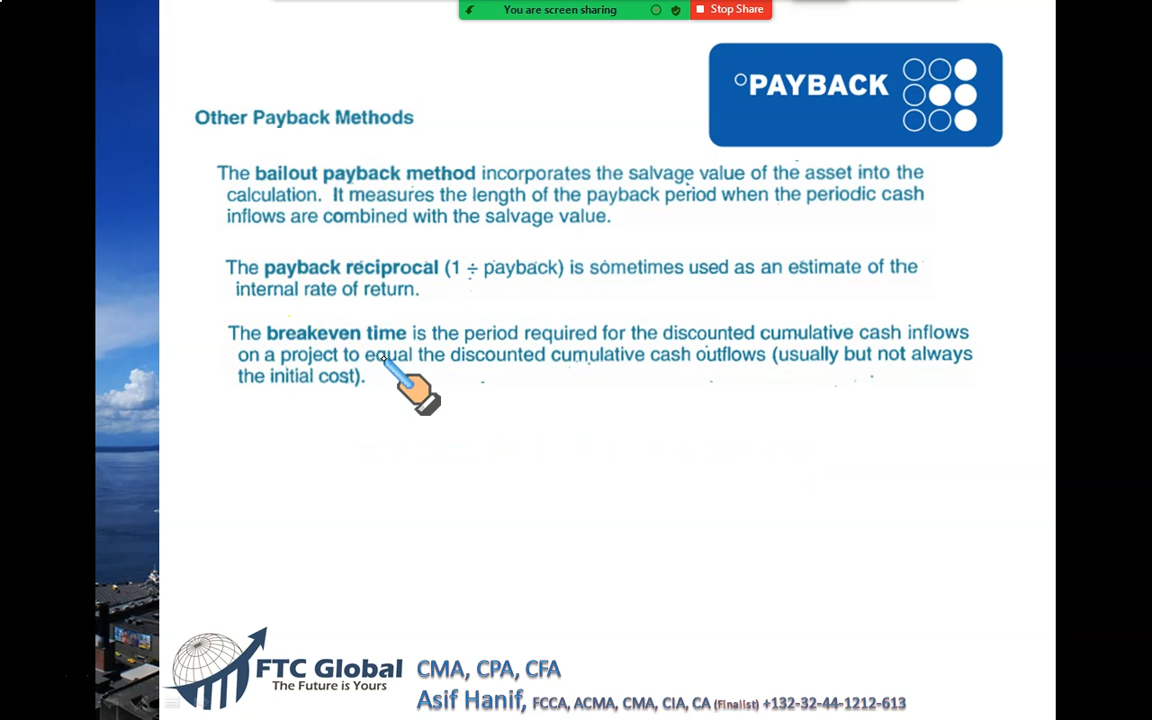 You are screen sharing
Stop Share
PAYBACK
Other Payback Methods
The bailout payback method incorporates the salvage value of the asset into the
calculation. It measures the length of the payback period when the periodic cash
inflows are combined with the salvage value.
The payback reciprocal (1 ÷ payback) is sometimes used as an estimate of the
internal rate of return.
The breakeven time is the period required for the discounted cumulative cash inflows
on a project to equal the discounted cumulative cash outflows (usually but not always
the initial cost).
FTC Global
The Future is Yours
CMA, CPA, CFA
Asif Hanif, FCCA, ACMA, CMA, CIA, CA (Finalist) +132-32-44-1212-613